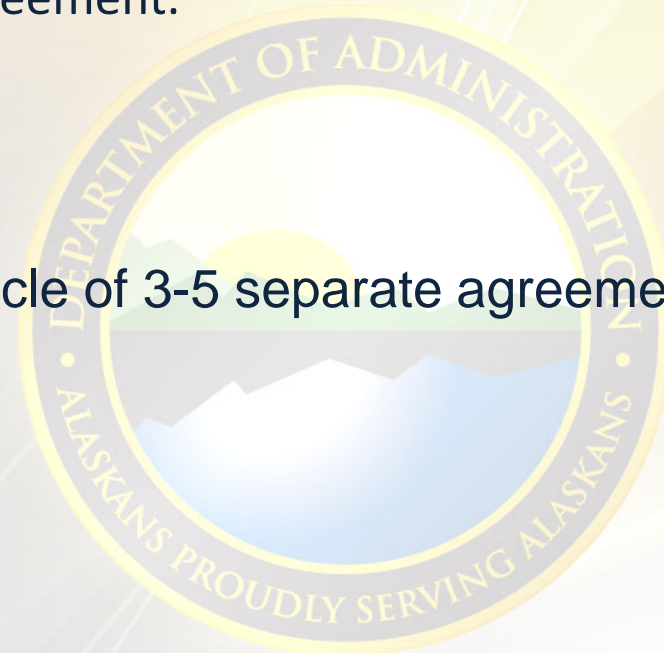 eement.
DEPARTMENT OF ADMINISTRATION
cle of 3-5 separate agreeme
• ALASKANS PROUDLY SERVING ALASKANS •